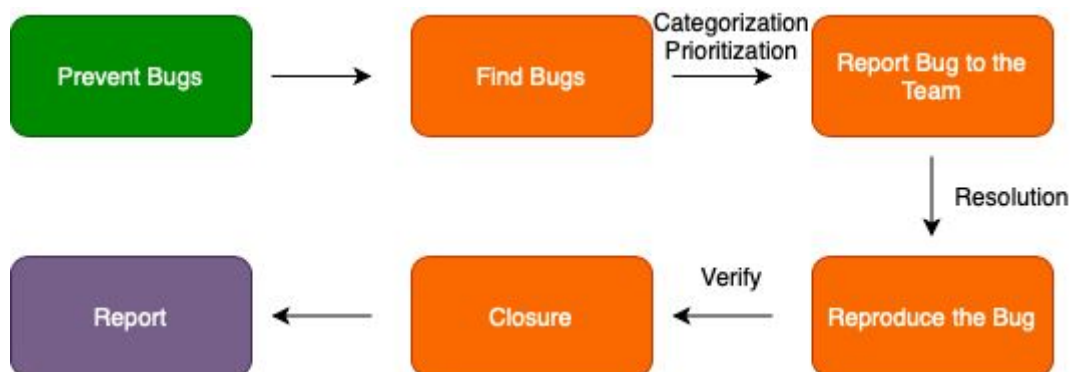 Prevent Bugs
Find Bugs
Categorization
Prioritization
Report Bug to the
Team
Resolution
Reproduce the Bug
Verify
Closure
Report